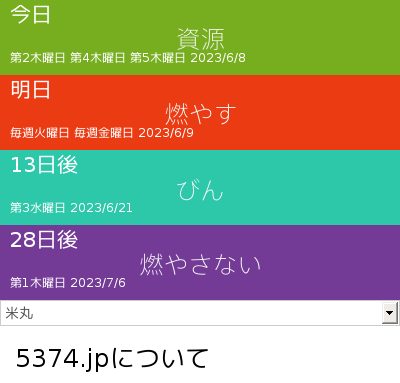 今日
資源
第2木曜日 第4木曜日 第5木曜日 2023/6/8
明日
燃やす
毎週火曜日 毎週金曜日 2023/6/9
13日後
びん
第3水曜日 2023/6/21
28日後
燃やさない
第1木曜日 2023/7/6
米丸
5374.jpについて